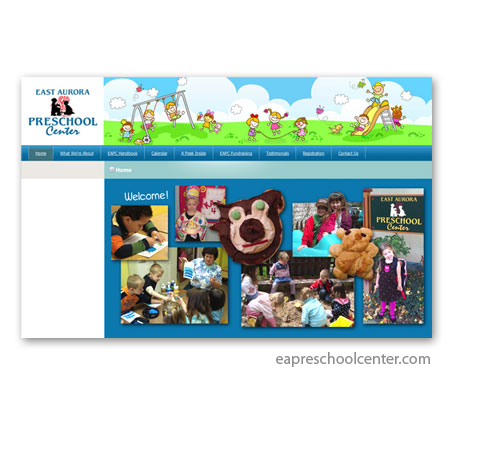 EAST AURORA
PRESCHOOL
Center
Home
What We're About
EAPC Handbook
Calendar
A Peek Inside
EAPC Fundraising
Testimonials
Registration
Contact Us
Home
Welcome!
EAST AURORA
PRESCHOOL
Center
eapreschoolcenter.com